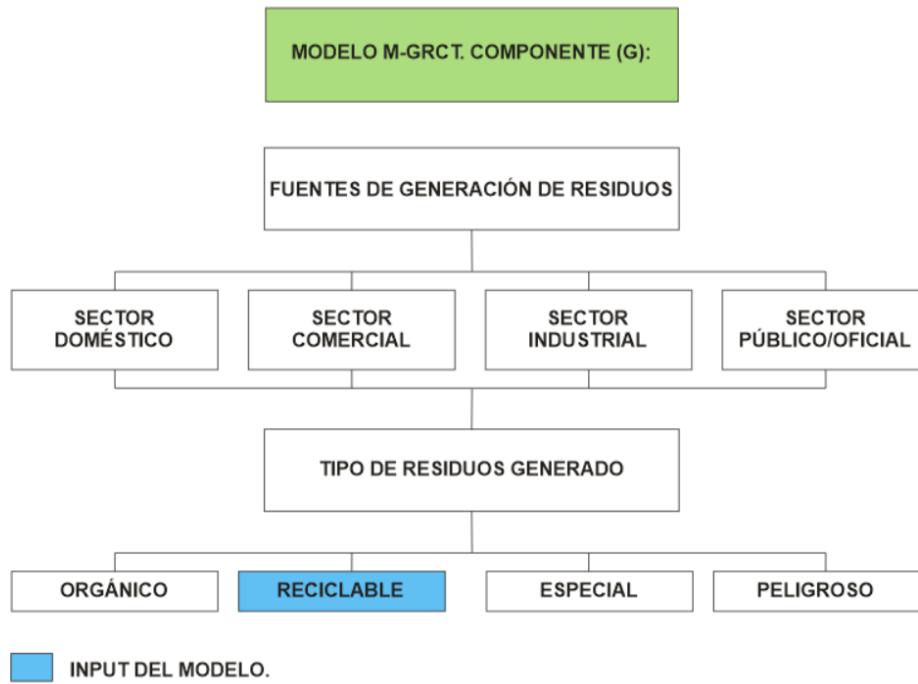 MODELO M-GRCT. COMPONENTE (G):
FUENTES DE GENERACIÓN DE RESIDUOS
SECTOR
DOMÉSTICO
SECTOR
COMERCIAL
SECTOR
INDUSTRIAL
SECTOR
PÚBLICO/OFICIAL
TIPO DE RESIDUOS GENERADO
ORGÁNICO
RECICLABLE
ESPECIAL
PELIGROSO
INPUT DEL MODELO.